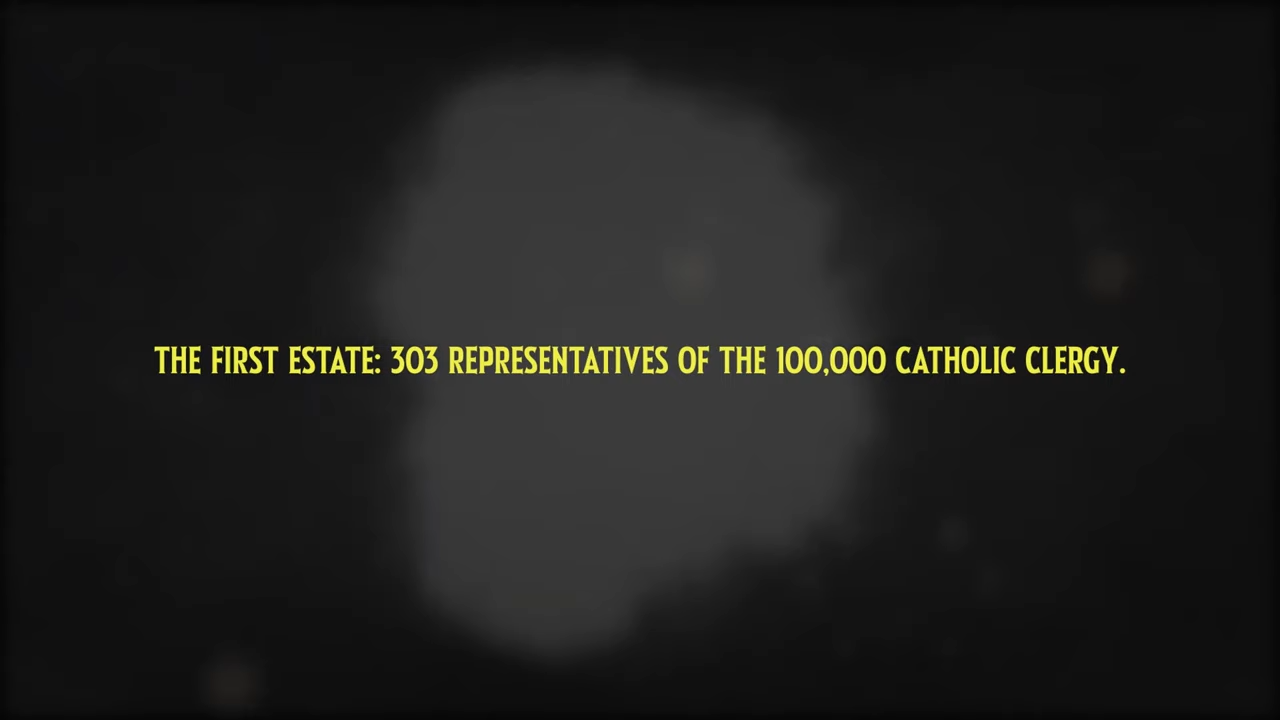 THE FIRST ESTATE: 303 REPRESENTATIVES OF THE 100,000 CATHOLIC CLERGY.